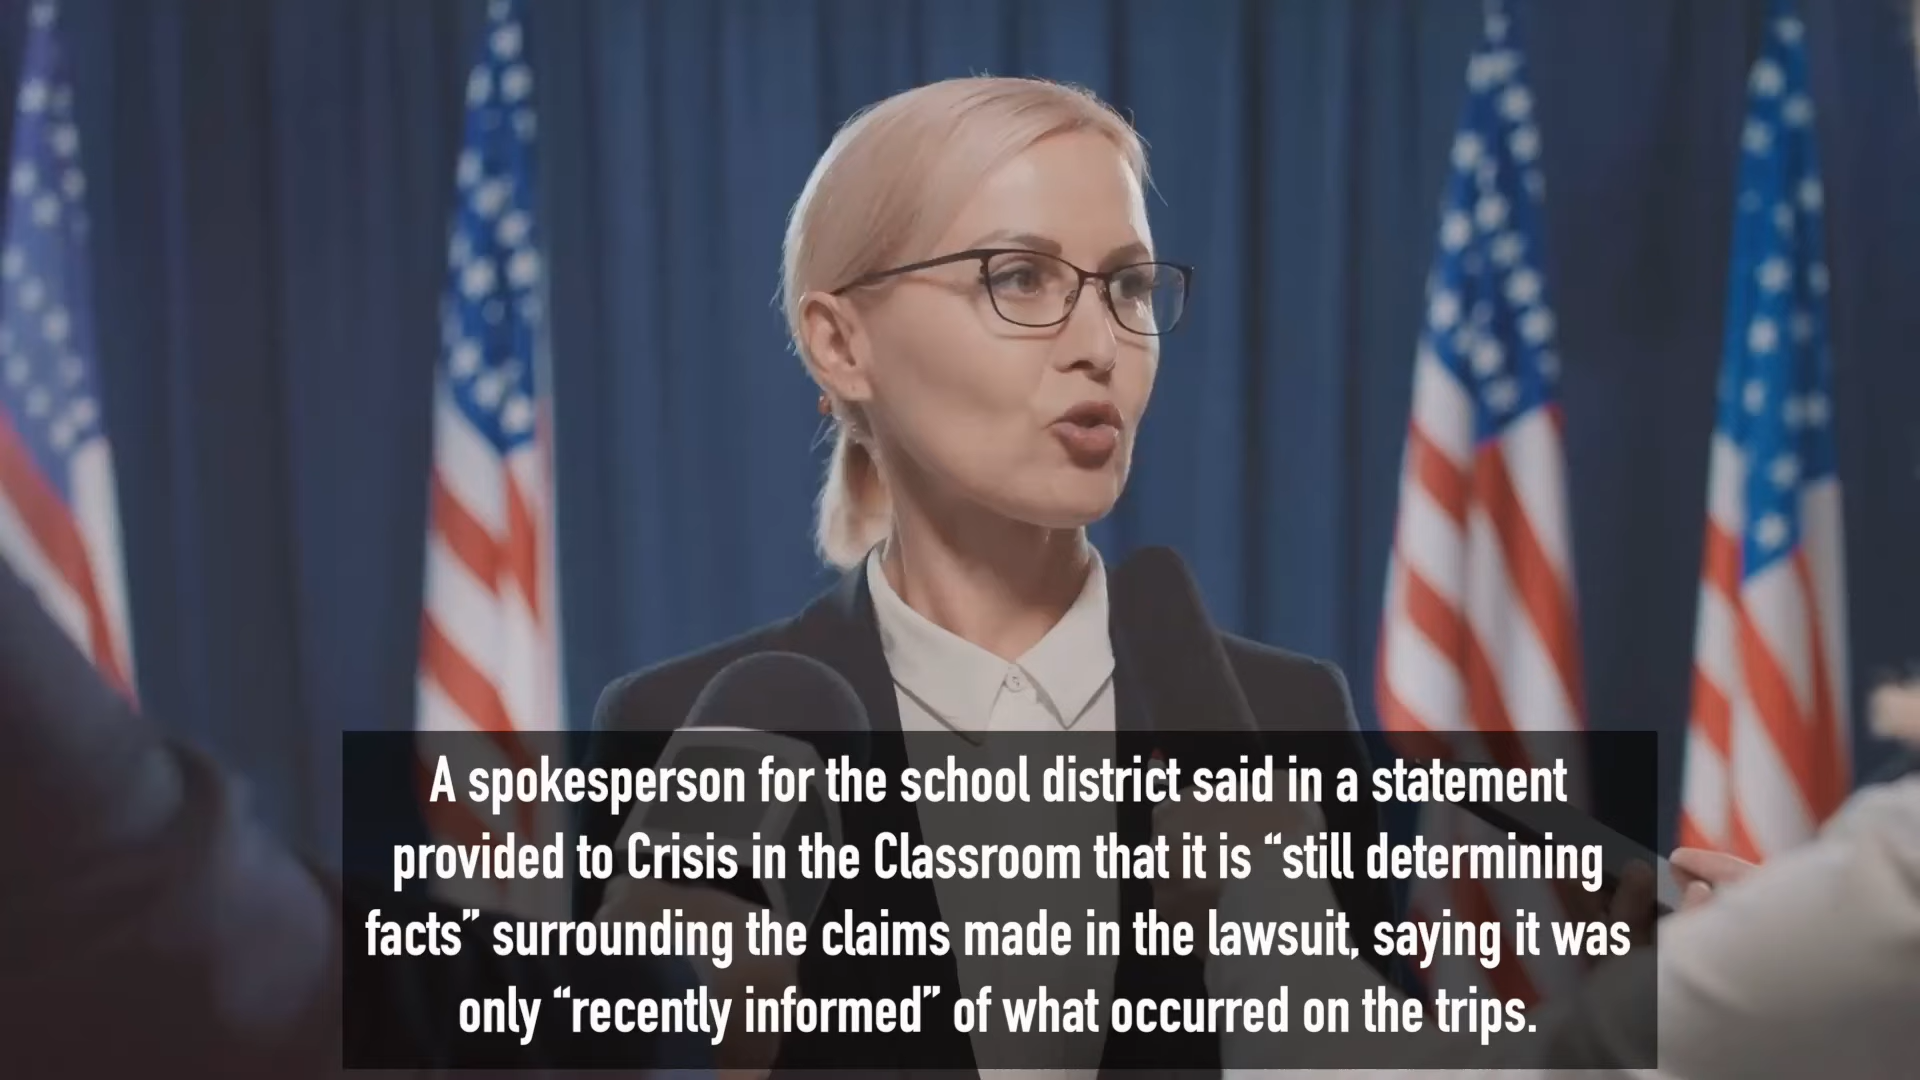 A spokesperson for the school district said in a statement
provided to Crisis in the Classroom that it is “still determining
facts” surrounding the claims made in the lawsuit, saying it was
only “recently informed” of what occurred on the trips.